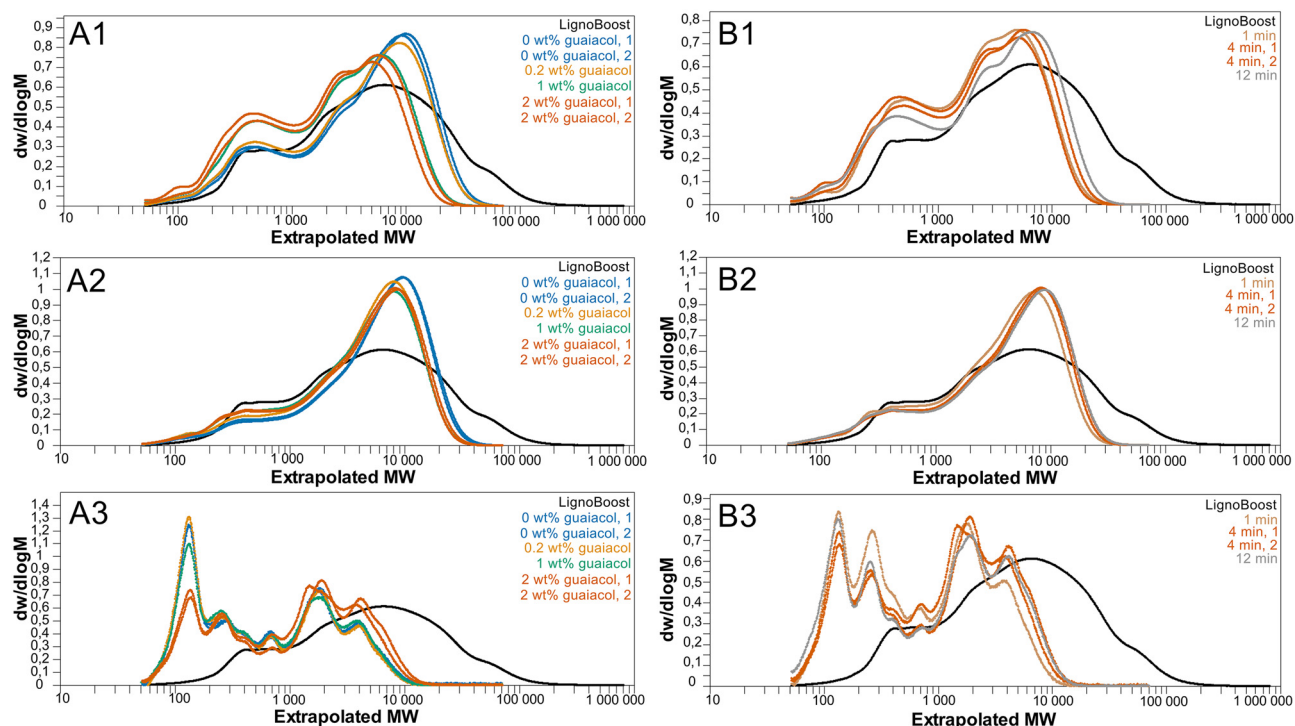 A1
dw/dlogM
0,9
0,8
0,7
0,6
0,5
0,4
0,3
0,2
0,1
0
10
100
1 000
10 000
100 000
1 000 000
Extrapolated MW
LignoBoost
0 wt% guaiacol, 1
0 wt% guaiacol, 2
0.2 wt% guaiacol
1 wt% guaiacol
2 wt% guaiacol, 1
2 wt% guaiacol, 2
B1
dw/dlogM
0,8
0,7
0,6
0,5
0,4
0,3
0,2
0,1
0
10
100
1 000
10 000
100 000
1 000 000
Extrapolated MW
LignoBoost
1 min
4 min, 1
4 min, 2
12 min
A2
dw/dlogM
1,2
1,1
1
0,9
0,8
0,7
0,6
0,5
0,4
0,3
0,2
0,1
0
10
100
1 000
10 000
100 000
1 000 000
Extrapolated MW
LignoBoost
0 wt% guaiacol, 1
0 wt% guaiacol, 2
0.2 wt% guaiacol
1 wt% guaiacol
2 wt% guaiacol, 1
2 wt% guaiacol, 2
B2
dw/dlogM
1,2
1,1
1
0,9
0,8
0,7
0,6
0,5
0,4
0,3
0,2
0,1
0
10
100
1 000
10 000
100 000
1 000 000
Extrapolated MW
LignoBoost
1 min
4 min, 1
4 min, 2
12 min
A3
dw/dlogM
1,4
1,3
1,2
1,1
1
0,9
0,8
0,7
0,6
0,5
0,4
0,3
0,2
0,1
0
10
100
1 000
10 000
100 000
1 000 000
Extrapolated MW
LignoBoost
0 wt% guaiacol, 1
0 wt% guaiacol, 2
0.2 wt% guaiacol
1 wt% guaiacol
2 wt% guaiacol, 1
2 wt% guaiacol, 2
B3
dw/dlogM
0,9
0,8
0,7
0,6
0,5
0,4
0,3
0,2
0,1
0
10
100
1 000
10 000
100 000
1 000 000
Extrapolated MW
LignoBoost
1 min
4 min, 1
4 min, 2
12 min